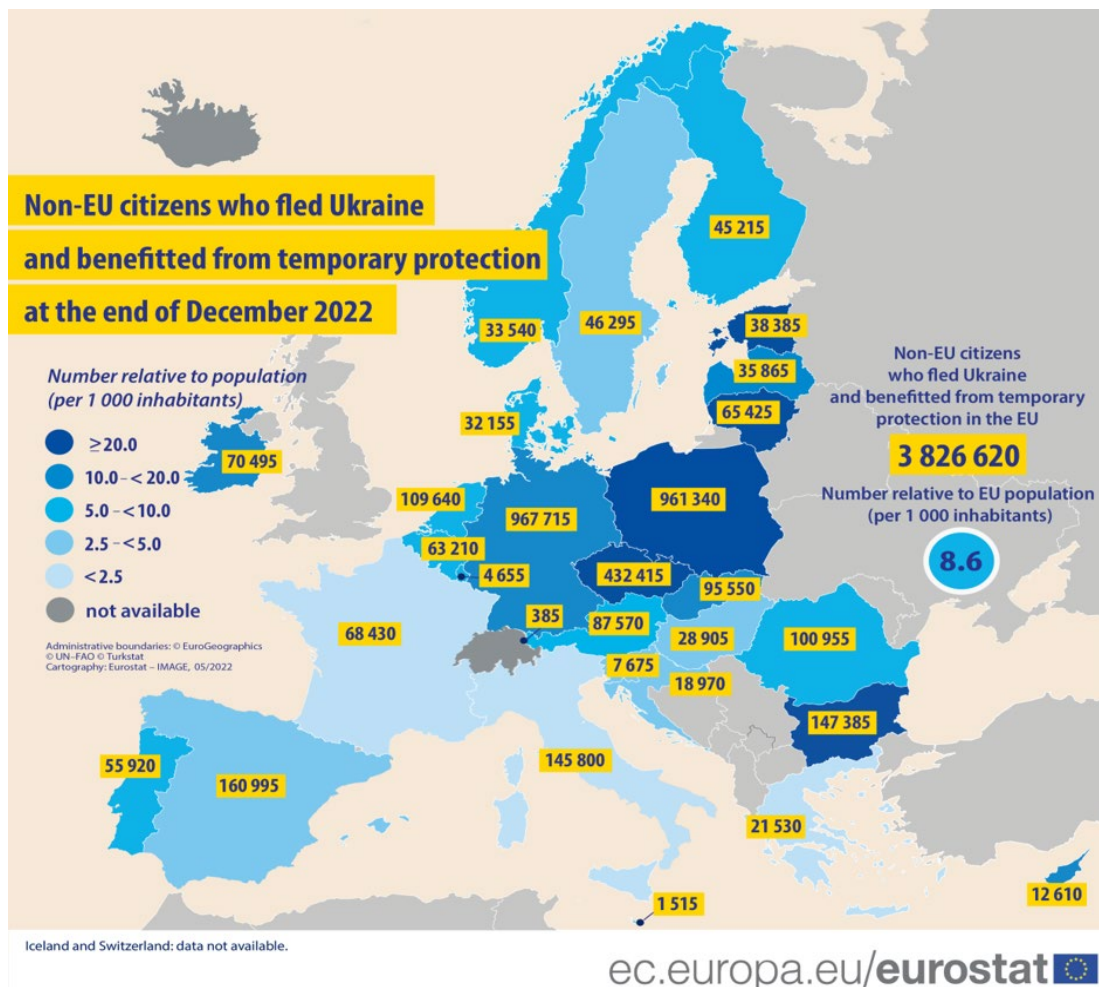 Non-EU citizens who fled Ukraine
and benefitted from temporary protection
at the end of December 2022
Number relative to population
(per 1 000 inhabitants)
≥20.0
10.0–<20.0
5.0–<10.0
2.5–<5.0
<2.5
not available
Administrative boundaries: © EuroGeographics
© UN–FAO © Turkstat
Cartography: Eurostat – IMAGE, 05/2022
45 215
33 540
46 295
38 385
35 865
65 425
32 155
70 495
109 640
967 715
961 340
63 210
4 655
432 415
95 550
385
87 570
68 430
28 905
100 955
7 675
18 970
147 385
55 920
160 995
145 800
21 530
1 515
12 610
Non-EU citizens
who fled Ukraine
and benefitted from temporary
protection in the EU
3 826 620
Number relative to EU population
(per 1 000 inhabitants)
8.6
Iceland and Switzerland: data not available.
ec.europa.eu/eurostat